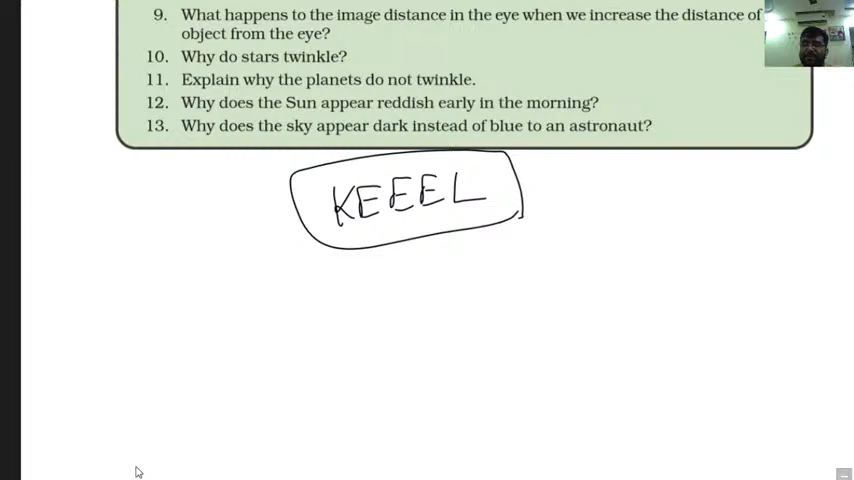 9. What happens to the image distance in the eye when we increase the distance of
object from the eye?
10. Why do stars twinkle?
11. Explain why the planets do not twinkle.
12. Why does the Sun appear reddish early in the morning?
13. Why does the sky appear dark instead of blue to an astronaut?
KEEEL